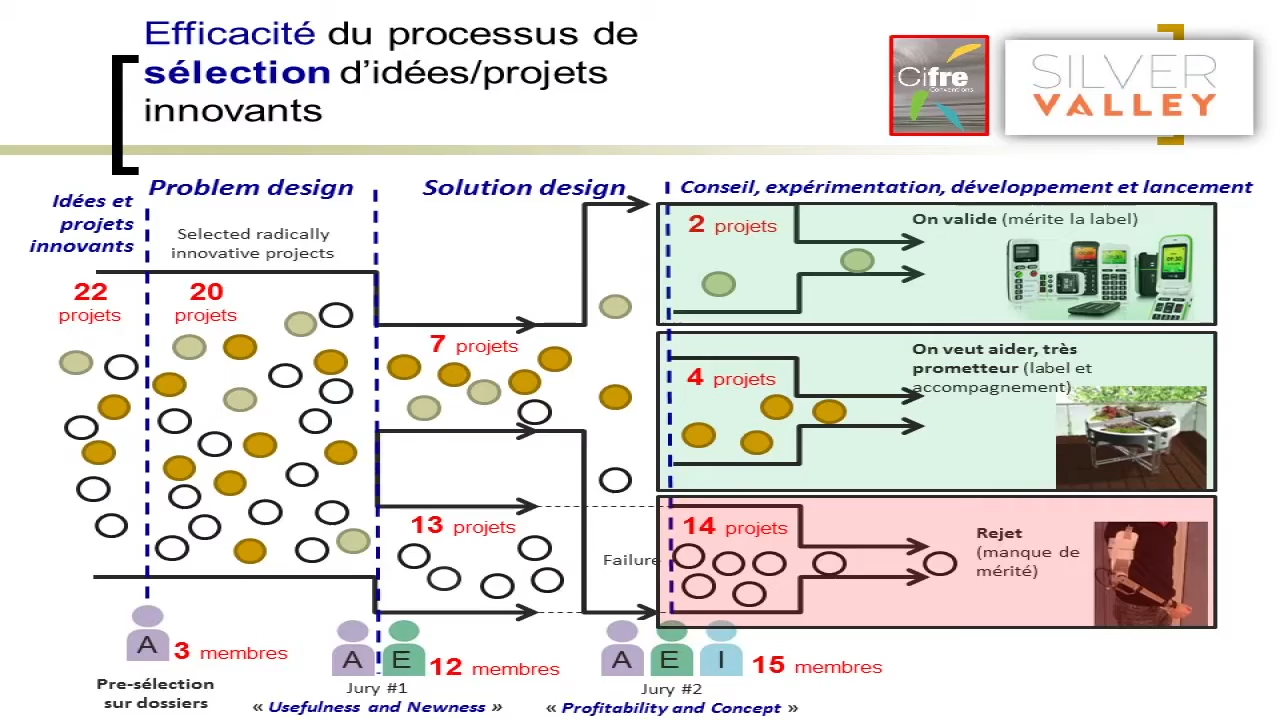 Efficacité du processus de
sélection d'idées/projets
innovants
Cifre
Conventions
SILVER
VALLEY
Idées et
projets
innovants
Problem design
Solution design
Conseil, expérimentation, développement et lancement
Selected radically
innovative projects
22
projets
20
projets
7 projets
13 projets
Failure
2 projets
On valide (mérite la label)
4 projets
On veut aider, très
prometteur (label et
accompagnement)
14 projets
Rejet
(manque de
mérité)
A
3 membres
Pre-sélection
sur dossiers
A E
12 membres
Jury #1
« Usefulness and Newness »
A E I
15 membres
Jury #2
« Profitability and Concept »